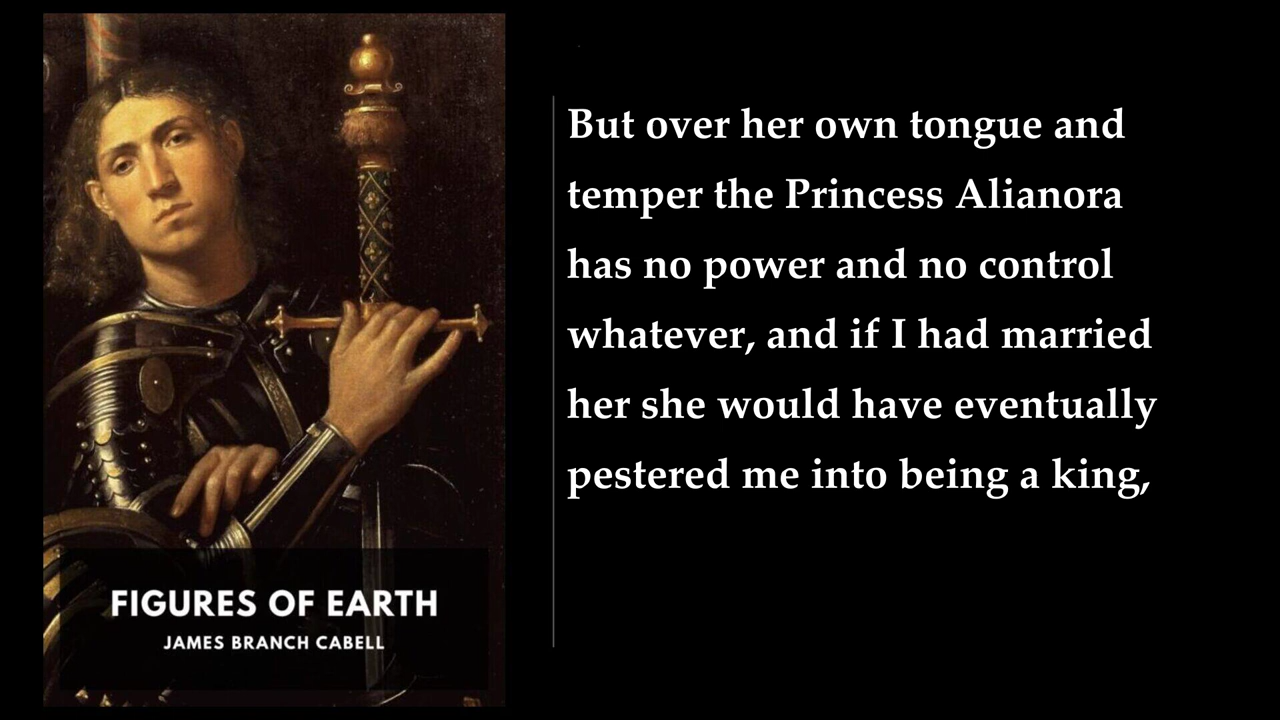 But over her own tongue and
temper the Princess Alianora
has no power and no control
whatever, and if I had married
her she would have eventually
pestered me into being a king,
FIGURES OF EARTH
JAMES BRANCH CABELL